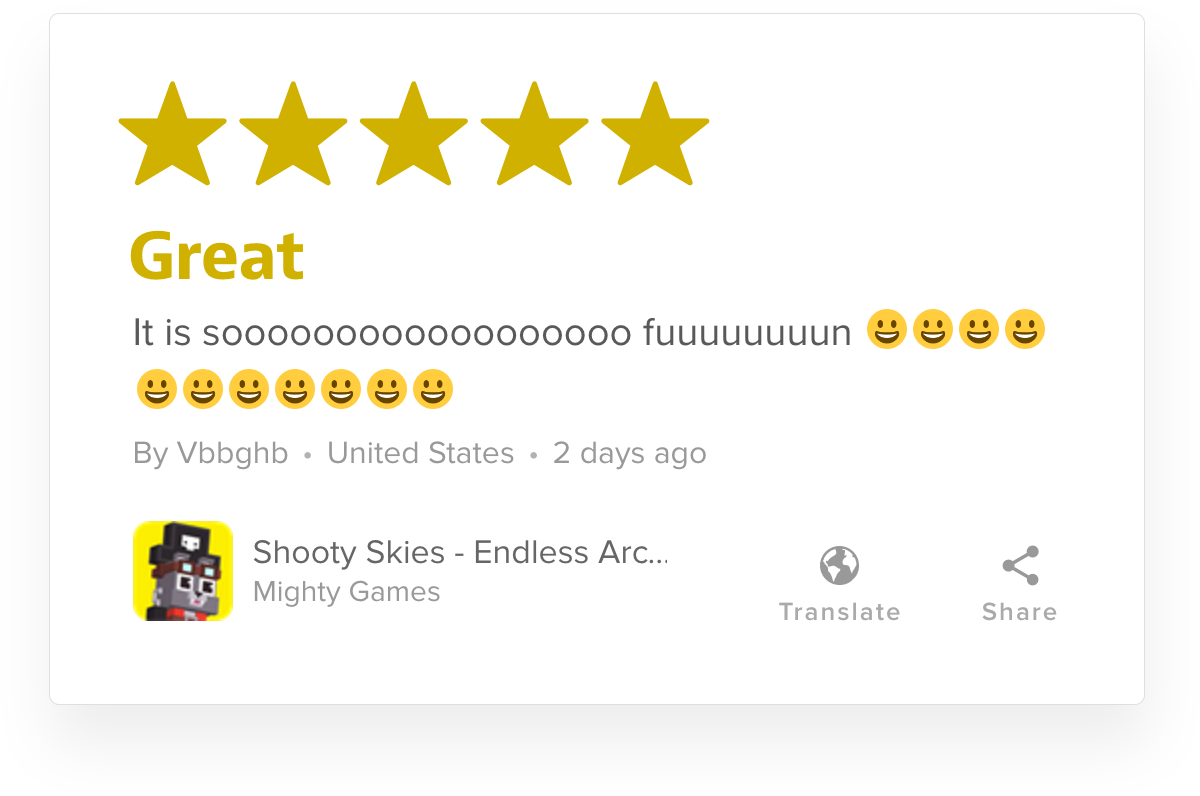 Great
It is soooooooooooooooooo fuuuuuuuun 😀😀😀😀
😀😀😀😀😀😀😀
By Vbbghb • United States • 2 days ago
Shooty Skies - Endless Arc...
Mighty Games
Translate
Share